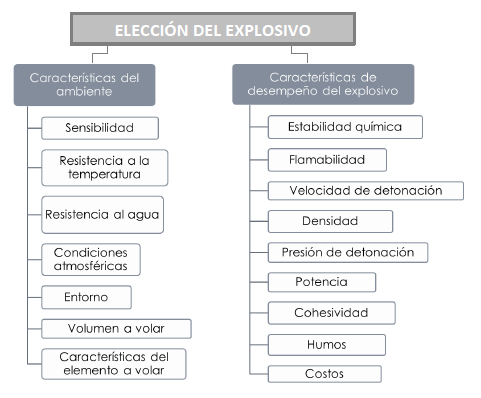 ELECCIÓN DEL EXPLOSIVO
Características del
ambiente
Sensibilidad
Resistencia a la
temperatura
Resistencia al agua
Condiciones
atmosféricas
Entorno
Volumen a volar
Características del
elemento a volar
Características de
desempeño del explosivo
Estabilidad química
Flamabilidad
Velocidad de detonación
Densidad
Presión de detonación
Potencia
Cohesividad
Humos
Costos